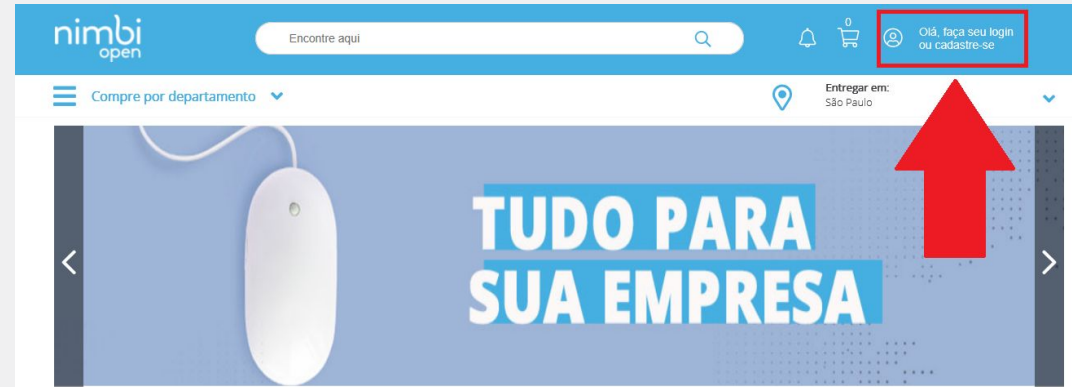 nimbi
open
Encontre aqui
0
Olá, faça seu login
ou cadastre-se
Compre por departamento
Entregar em:
São Paulo
TUDO PARA
SUA EMPRESA